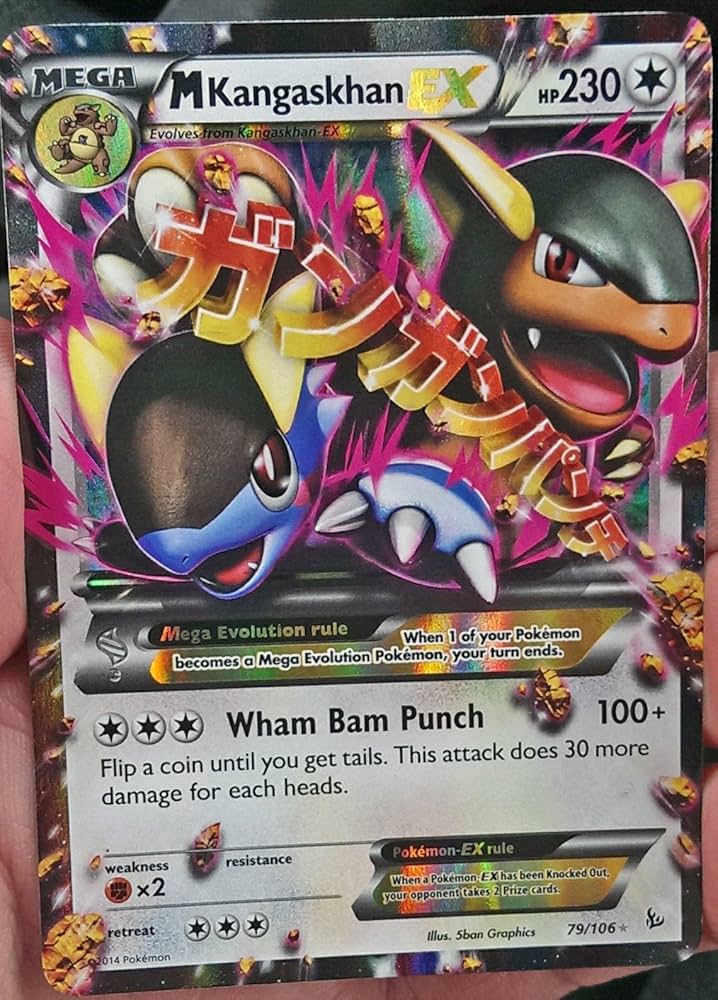 MEGA
M Kangaskhan EX
HP 230
Evolves from Kangaskhan-EX
ガンガンパンチ
Mega Evolution rule
When 1 of your Pokémon
becomes a Mega Evolution Pokémon, your turn ends.
Wham Bam Punch 100+
Flip a coin until you get tails. This attack does 30 more
damage for each heads.
weakness resistance
×2
Pokémon-EX rule
When a Pokémon-EX has been Knocked Out,
your opponent takes 2 Prize cards.
retreat
Illus. 5ban Graphics 79/106
©2014 Pokémon